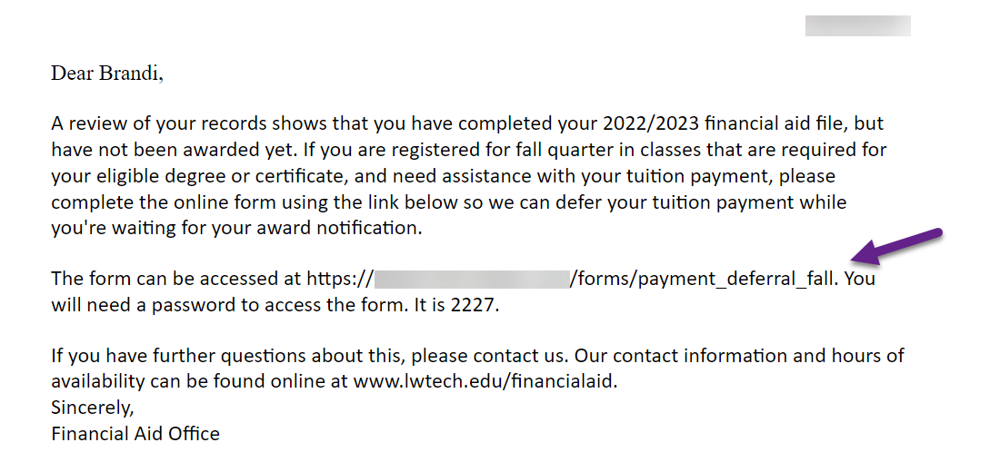 Dear Brandi,
A review of your records shows that you have completed your 2022/2023 financial aid file, but
have not been awarded yet. If you are registered for fall quarter in classes that are required for
your eligible degree or certificate, and need assistance with your tuition payment, please
complete the online form using the link below so we can defer your tuition payment while
you're waiting for your award notification.
The form can be accessed at https:// /forms/payment_deferral_fall. You
will need a password to access the form. It is 2227.
If you have further questions about this, please contact us. Our contact information and hours of
availability can be found online at www.lwtech.edu/financialaid.
Sincerely,
Financial Aid Office